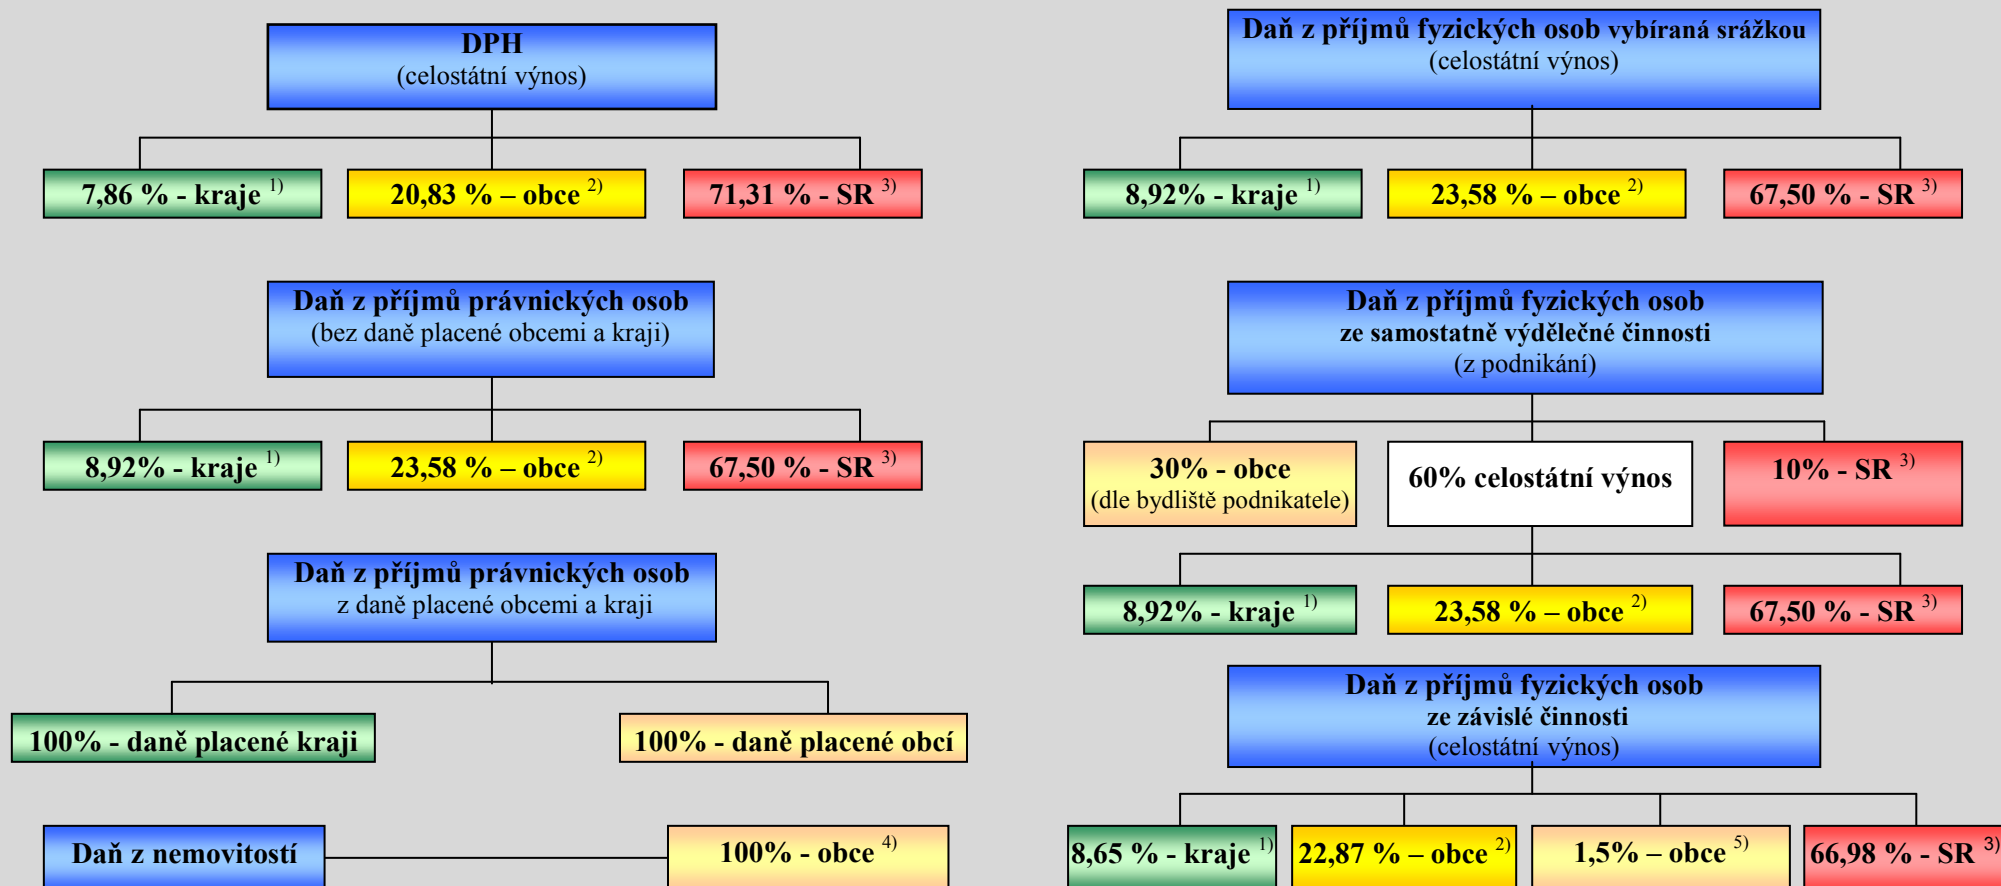 DPH
(celostátní výnos)
7,86 % - kraje 1)
20,83 % – obce 2)
71,31 % - SR 3)
Daň z příjmů právnických osob
(bez daně placené obcemi a kraji)
8,92% - kraje 1)
23,58 % – obce 2)
67,50 % - SR 3)
Daň z příjmů právnických osob
z daně placené obcemi a kraji
100% - daně placené kraji
100% - daně placené obcí
Daň z nemovitostí
100% - obce 4)
Daň z příjmů fyzických osob vybíraná srážkou
(celostátní výnos)
8,92% - kraje 1)
23,58 % – obce 2)
67,50 % - SR 3)
Daň z příjmů fyzických osob
ze samostatně výdělečné činnosti
(z podnikání)
30% - obce
(dle bydliště podnikatele)
60% celostátní výnos
10% - SR 3)
8,92% - kraje 1)
23,58 % – obce 2)
67,50 % - SR 3)
Daň z příjmů fyzických osob
ze závislé činnosti
(celostátní výnos)
8,65 % - kraje 1)
22,87 % – obce 2)
1,5% – obce 5)
66,98 % - SR 3)